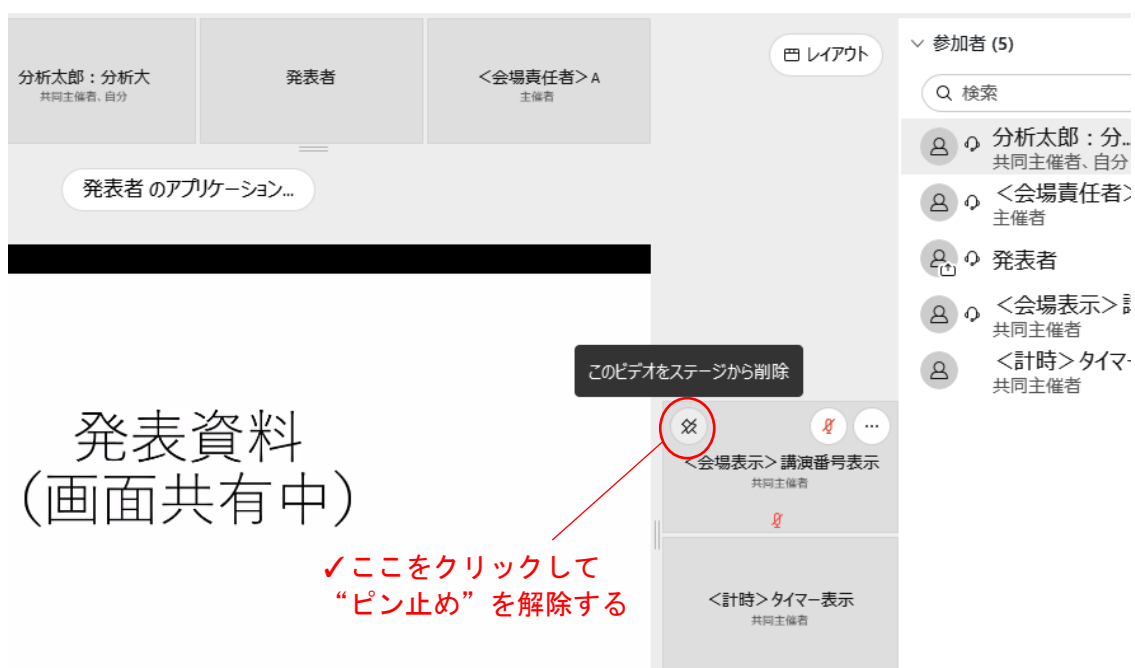 分析太郎：分析大
共同主催者、自分
発表者
＜会場責任者＞A
主催者
レイアウト
発表者 のアプリケーション...
このビデオをステージから削除
＜会場表示＞講演番号表示
共同主催者
発表資料
（画面共有中）
✓ここをクリックして
“ピン止め”を解除する
＜計時＞タイマー表示
共同主催者
参加者 (5)
検索
分析太郎：分...
共同主催者、自分
＜会場責任者＞
主催者
発表者
＜会場表示＞
共同主催者
＜計時＞タイマ
共同主催者